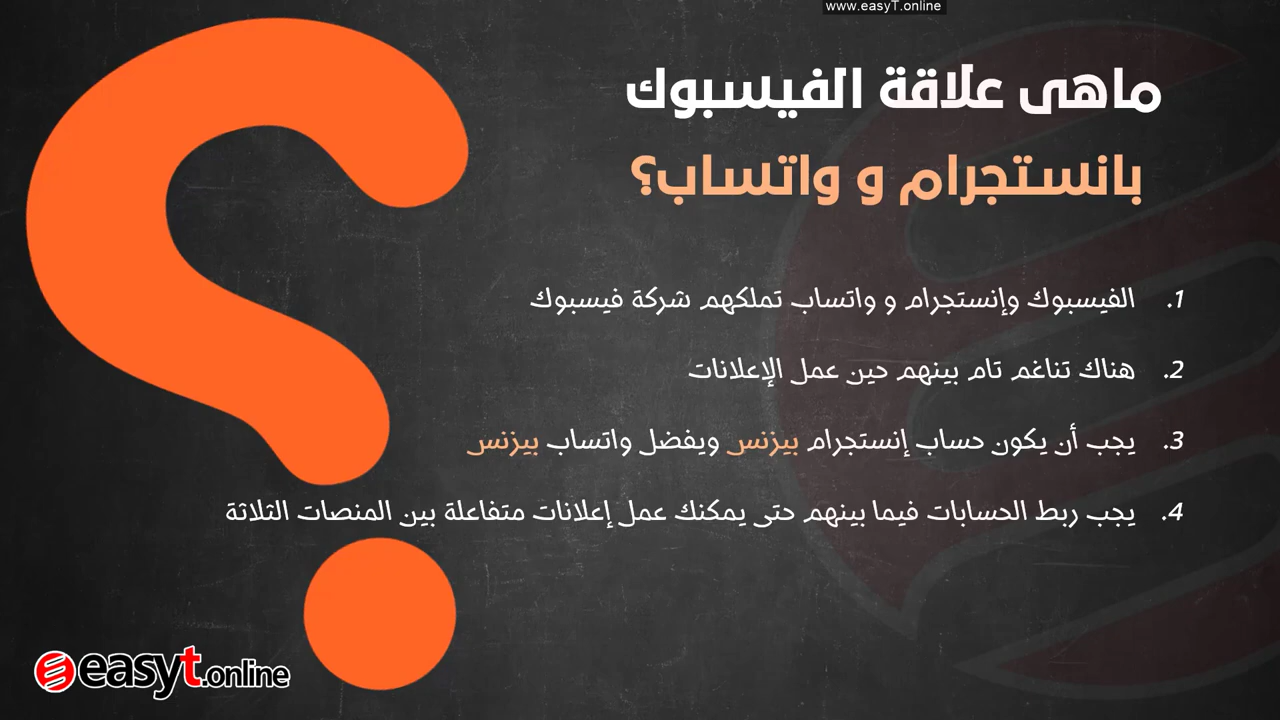 www.easyT.online
ماهى علاقة الفيسبوك
بانستجرام و واتساب؟
1. الفيسبوك وإنستجرام و واتساب تملكهم شركة فيسبوك
2. هناك تناغم تام بينهم حين عمل الإعلانات
3. يجب أن يكون حساب إنستجرام بيزنس ويفضل واتساب بيزنس
4. يجب ربط الحسابات فيما بينهم حتى يمكنك عمل إعلانات متفاعلة بين المنصات الثلاثة
easyt.online